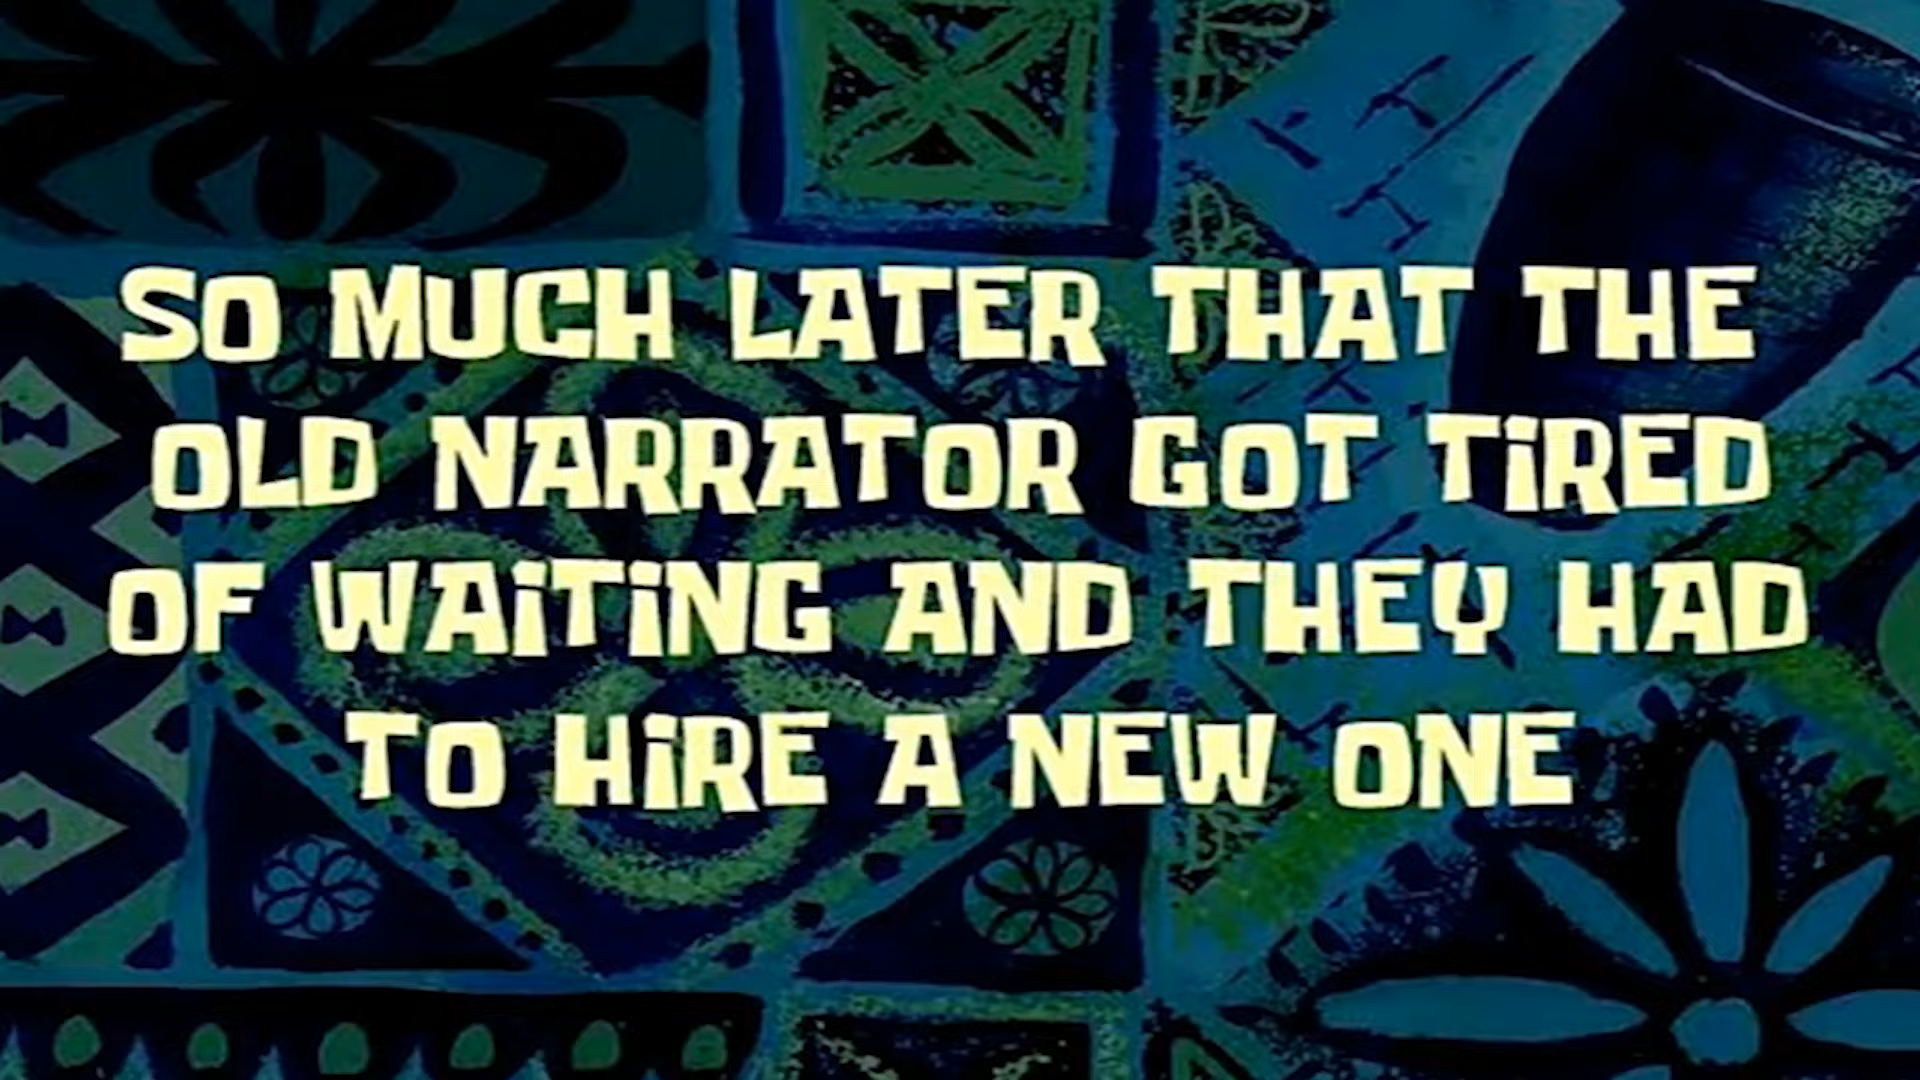 SO MUCH LATER THAT THE
OLD NARRATOR GOT TiRED
OF WAiTiNG AND THEY HAD
TO HiRE A NEW ONE